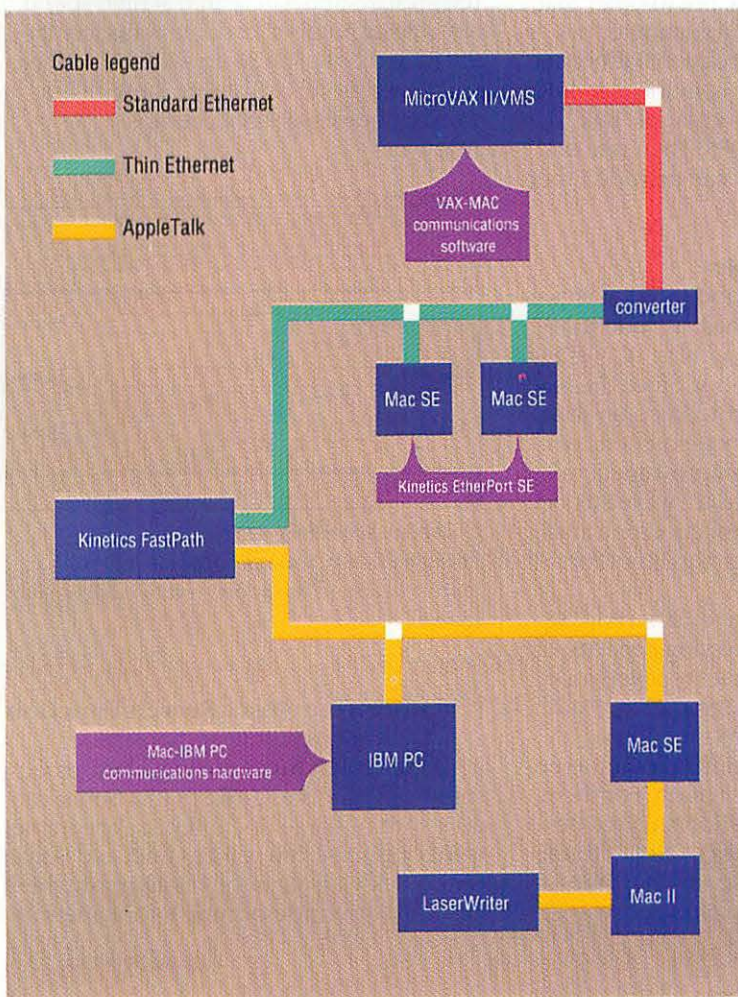 Cable legend
Standard Ethernet
Thin Ethernet
AppleTalk
MicroVAX II/VMS
VAX-MAC
communications
software
converter
Mac SE
Mac SE
Kinetics EtherPort SE
Kinetics FastPath
Mac-IBM PC
communications hardware
IBM PC
Mac SE
LaserWriter
Mac II